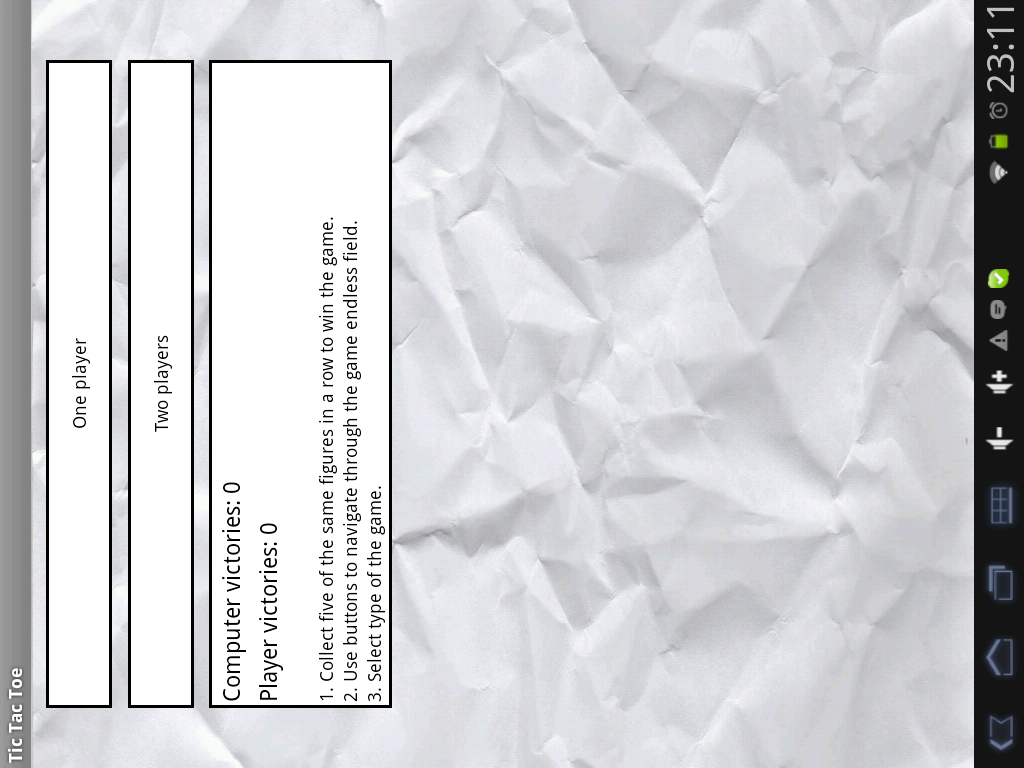 Tic Tac Toe
One player
Two players
Computer victories: 0
Player victories: 0
1. Collect five of the same figures in a row to win the game.
2. Use buttons to navigate through the game endless field.
3. Select type of the game.
23:11